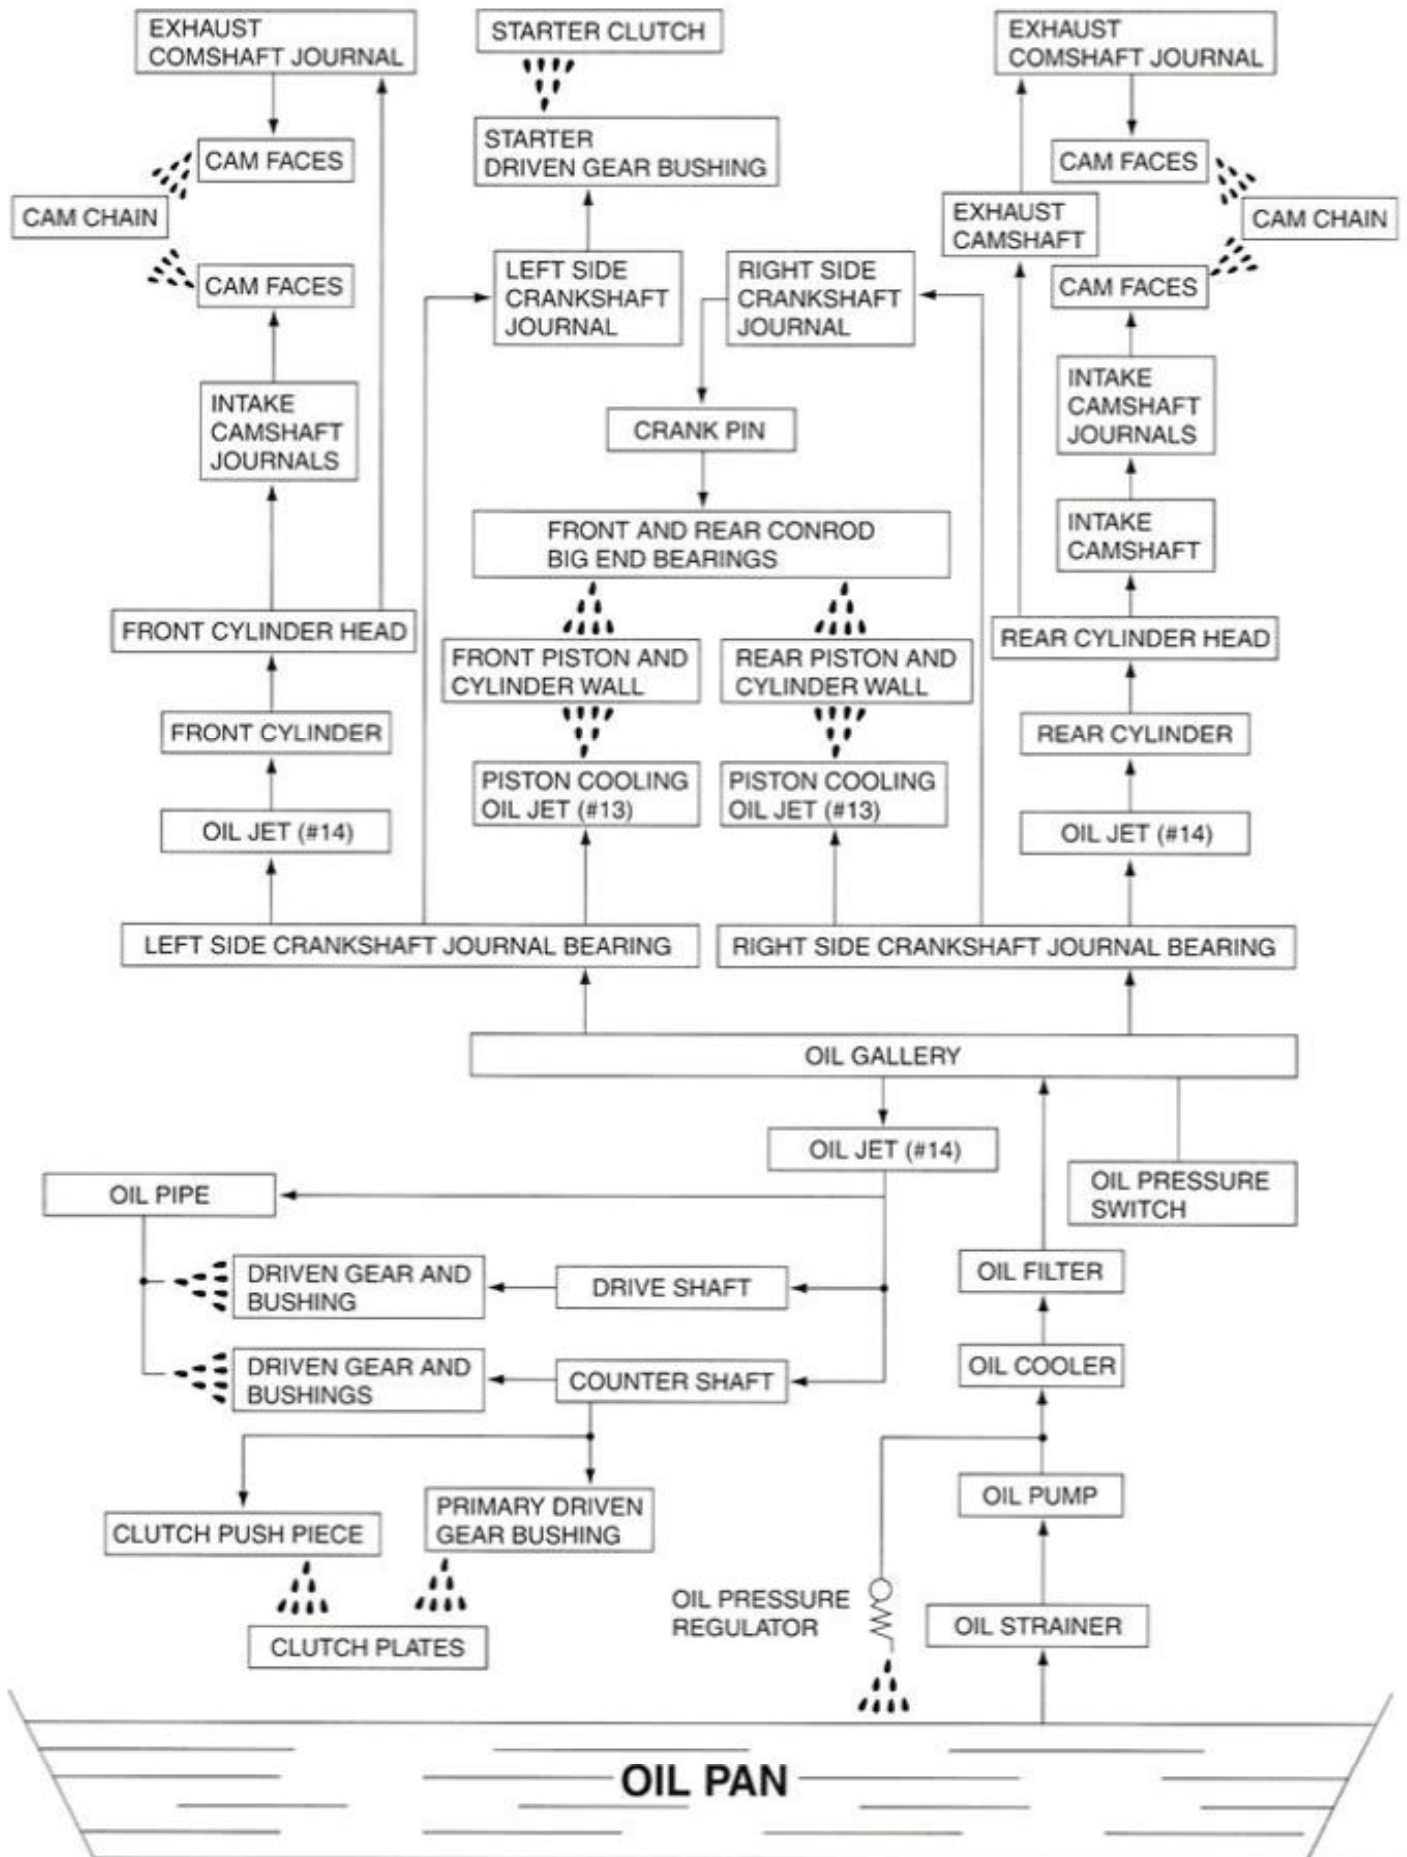 EXHAUST
COMSHAFT JOURNAL
STARTER CLUTCH
EXHAUST
COMSHAFT JOURNAL
STARTER
DRIVEN GEAR BUSHING
CAM FACES
CAM FACES
CAM CHAIN
EXHAUST
CAMSHAFT
CAM CHAIN
CAM FACES
LEFT SIDE
CRANKSHAFT
JOURNAL
RIGHT SIDE
CRANKSHAFT
JOURNAL
CAM FACES
INTAKE
CAMSHAFT
JOURNALS
CRANK PIN
INTAKE
CAMSHAFT
JOURNALS
FRONT AND REAR CONROD
BIG END BEARINGS
INTAKE
CAMSHAFT
FRONT CYLINDER HEAD
FRONT PISTON AND
CYLINDER WALL
REAR PISTON AND
CYLINDER WALL
REAR CYLINDER HEAD
FRONT CYLINDER
REAR CYLINDER
PISTON COOLING
OIL JET (#13)
PISTON COOLING
OIL JET (#13)
OIL JET (#14)
OIL JET (#14)
LEFT SIDE CRANKSHAFT JOURNAL BEARING
RIGHT SIDE CRANKSHAFT JOURNAL BEARING
OIL GALLERY
OIL JET (#14)
OIL PIPE
OIL PRESSURE
SWITCH
DRIVEN GEAR AND
BUSHING
DRIVE SHAFT
OIL FILTER
DRIVEN GEAR AND
BUSHINGS
COUNTER SHAFT
OIL COOLER
CLUTCH PUSH PIECE
PRIMARY DRIVEN
GEAR BUSHING
OIL PUMP
OIL PRESSURE
REGULATOR
OIL STRAINER
CLUTCH PLATES
OIL PAN